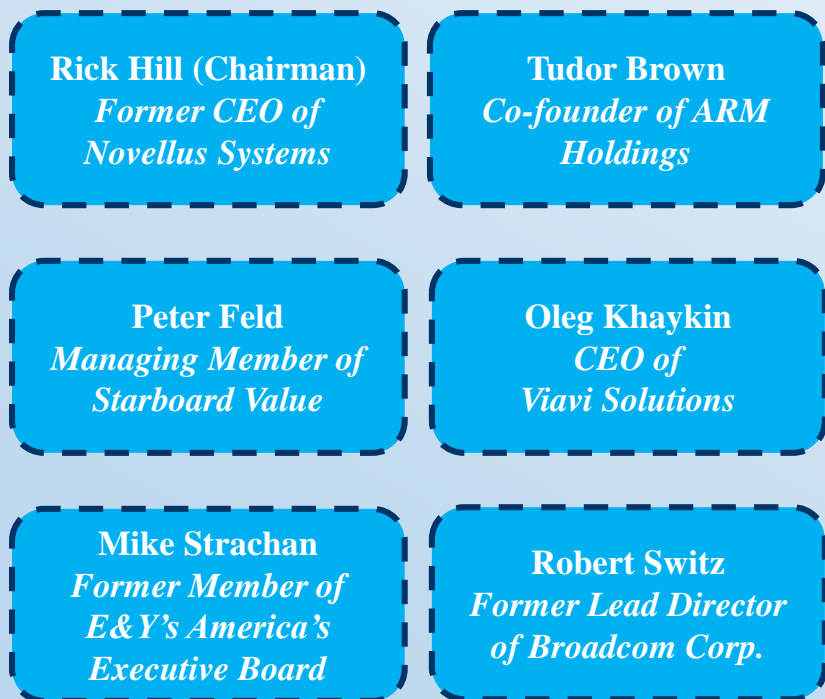 Rick Hill (Chairman)
Former CEO of
Novellus Systems
Tudor Brown
Co-founder of ARM
Holdings
Peter Feld
Managing Member of
Starboard Value
Oleg Khaykin
CEO of
Viavi Solutions
Mike Strachan
Former Member of
E&Y's America's
Executive Board
Robert Switz
Former Lead Director
of Broadcom Corp.